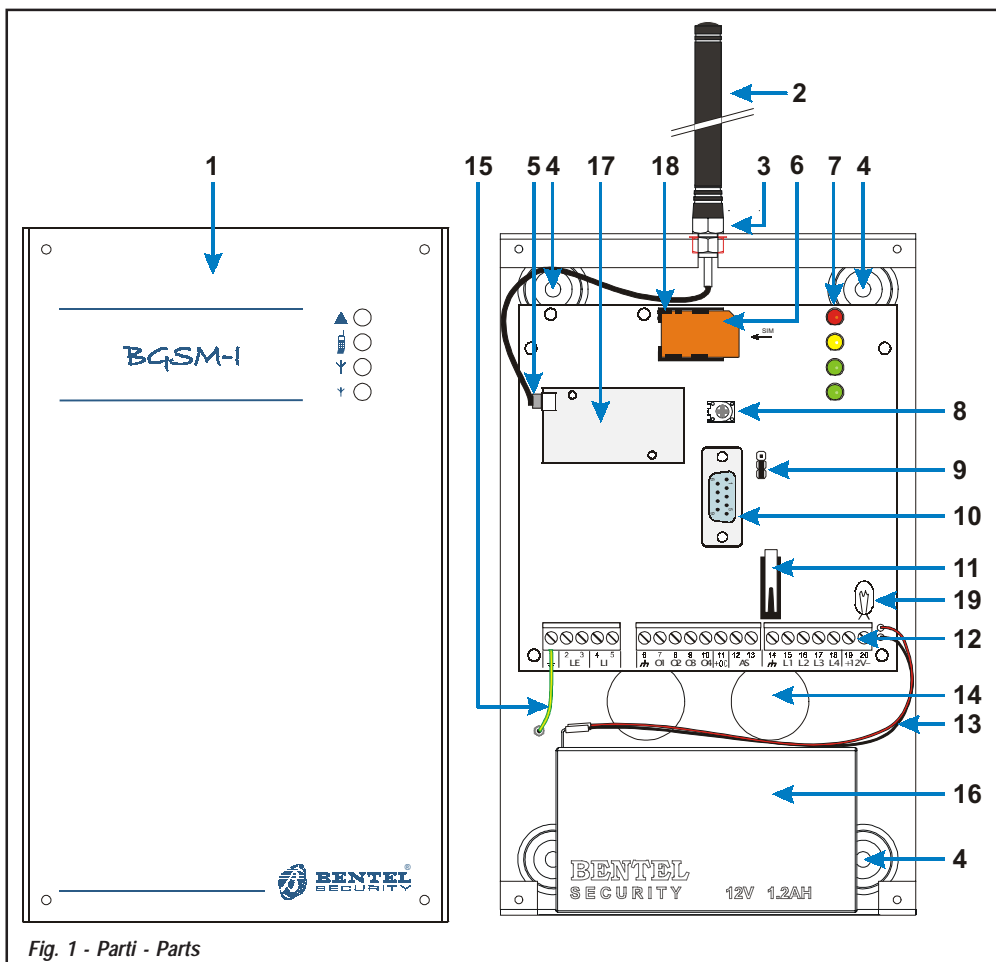 2
1
15
5 4
17
18
3
6
7
4
BGSM-I
SIM
8
9
10
11
19
12
2 3 4 5
LE LI
6 7 8 9 10 11 12 13
O1 O2 O3 O4 +OC AS
14 15 16 17 18 19 20
L1 L2 L3 L4 +12V-
15
14
13
16
4
BENTEL
SECURITY 12V 1.2AH
BENTEL®
SECURITY
Fig. 1 - Parti - Parts